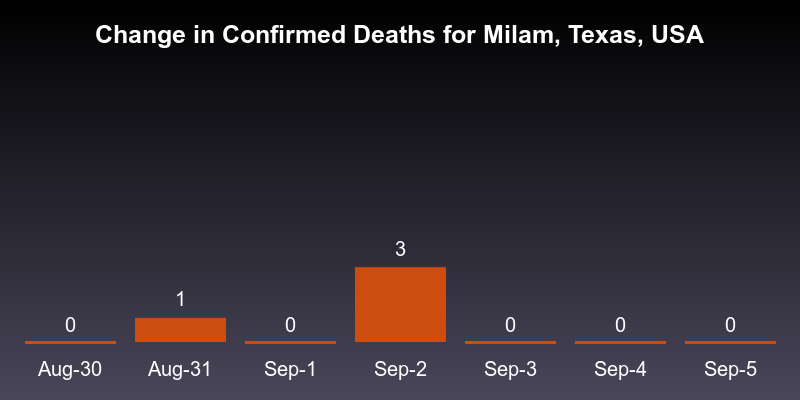 Change in Confirmed Deaths for Milam, Texas, USA
3
1
0 0 0 0 0
Aug-30 Aug-31 Sep-1 Sep-2 Sep-3 Sep-4 Sep-5